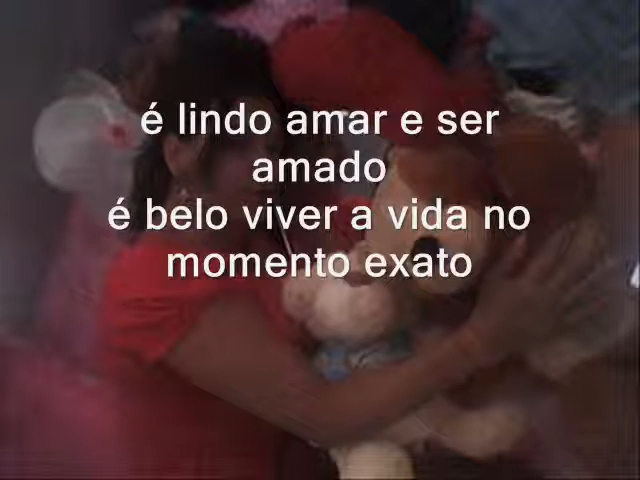 é lindo amar e ser
amado
é belo viver a vida no
momento exato